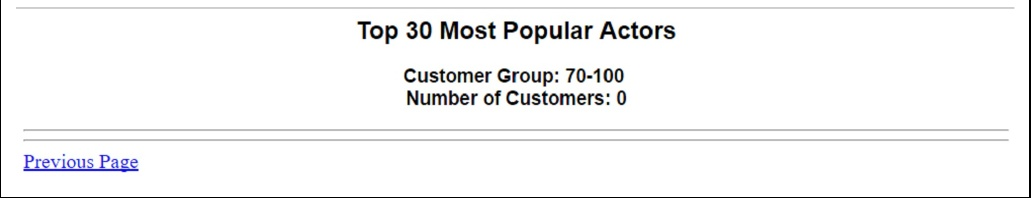 Top 30 Most Popular Actors
Customer Group: 70-100
Number of Customers: 0
Previous Page